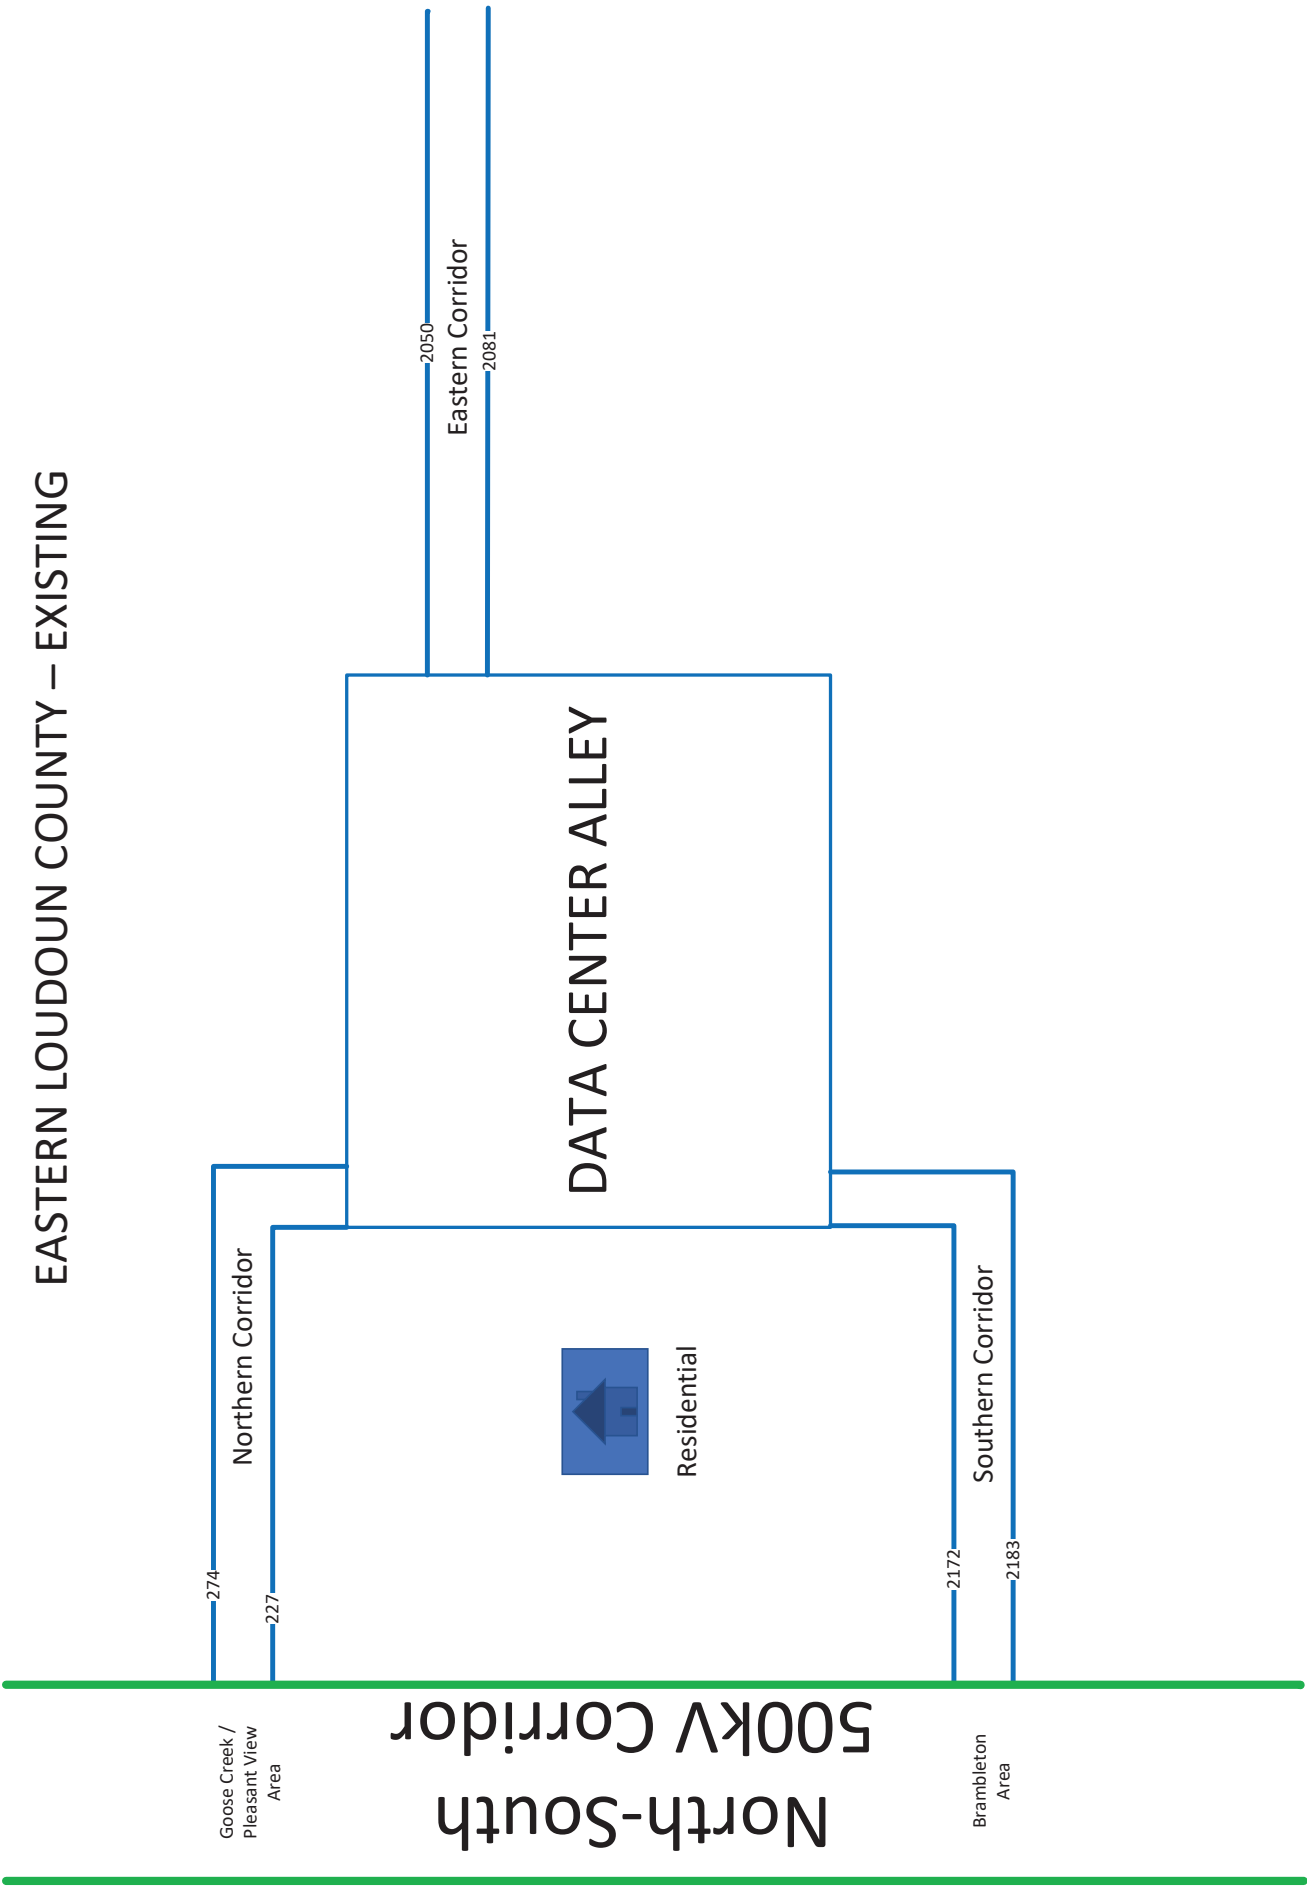 EASTERN LOUDOUN COUNTY – EXISTING
Goose Creek /
Pleasant View
Area
274
227
Northern Corridor
North-South
500kV Corridor
Residential
DATA CENTER ALLEY
2050
Eastern Corridor
2081
Brambleton
Area
2172
Southern Corridor
2183